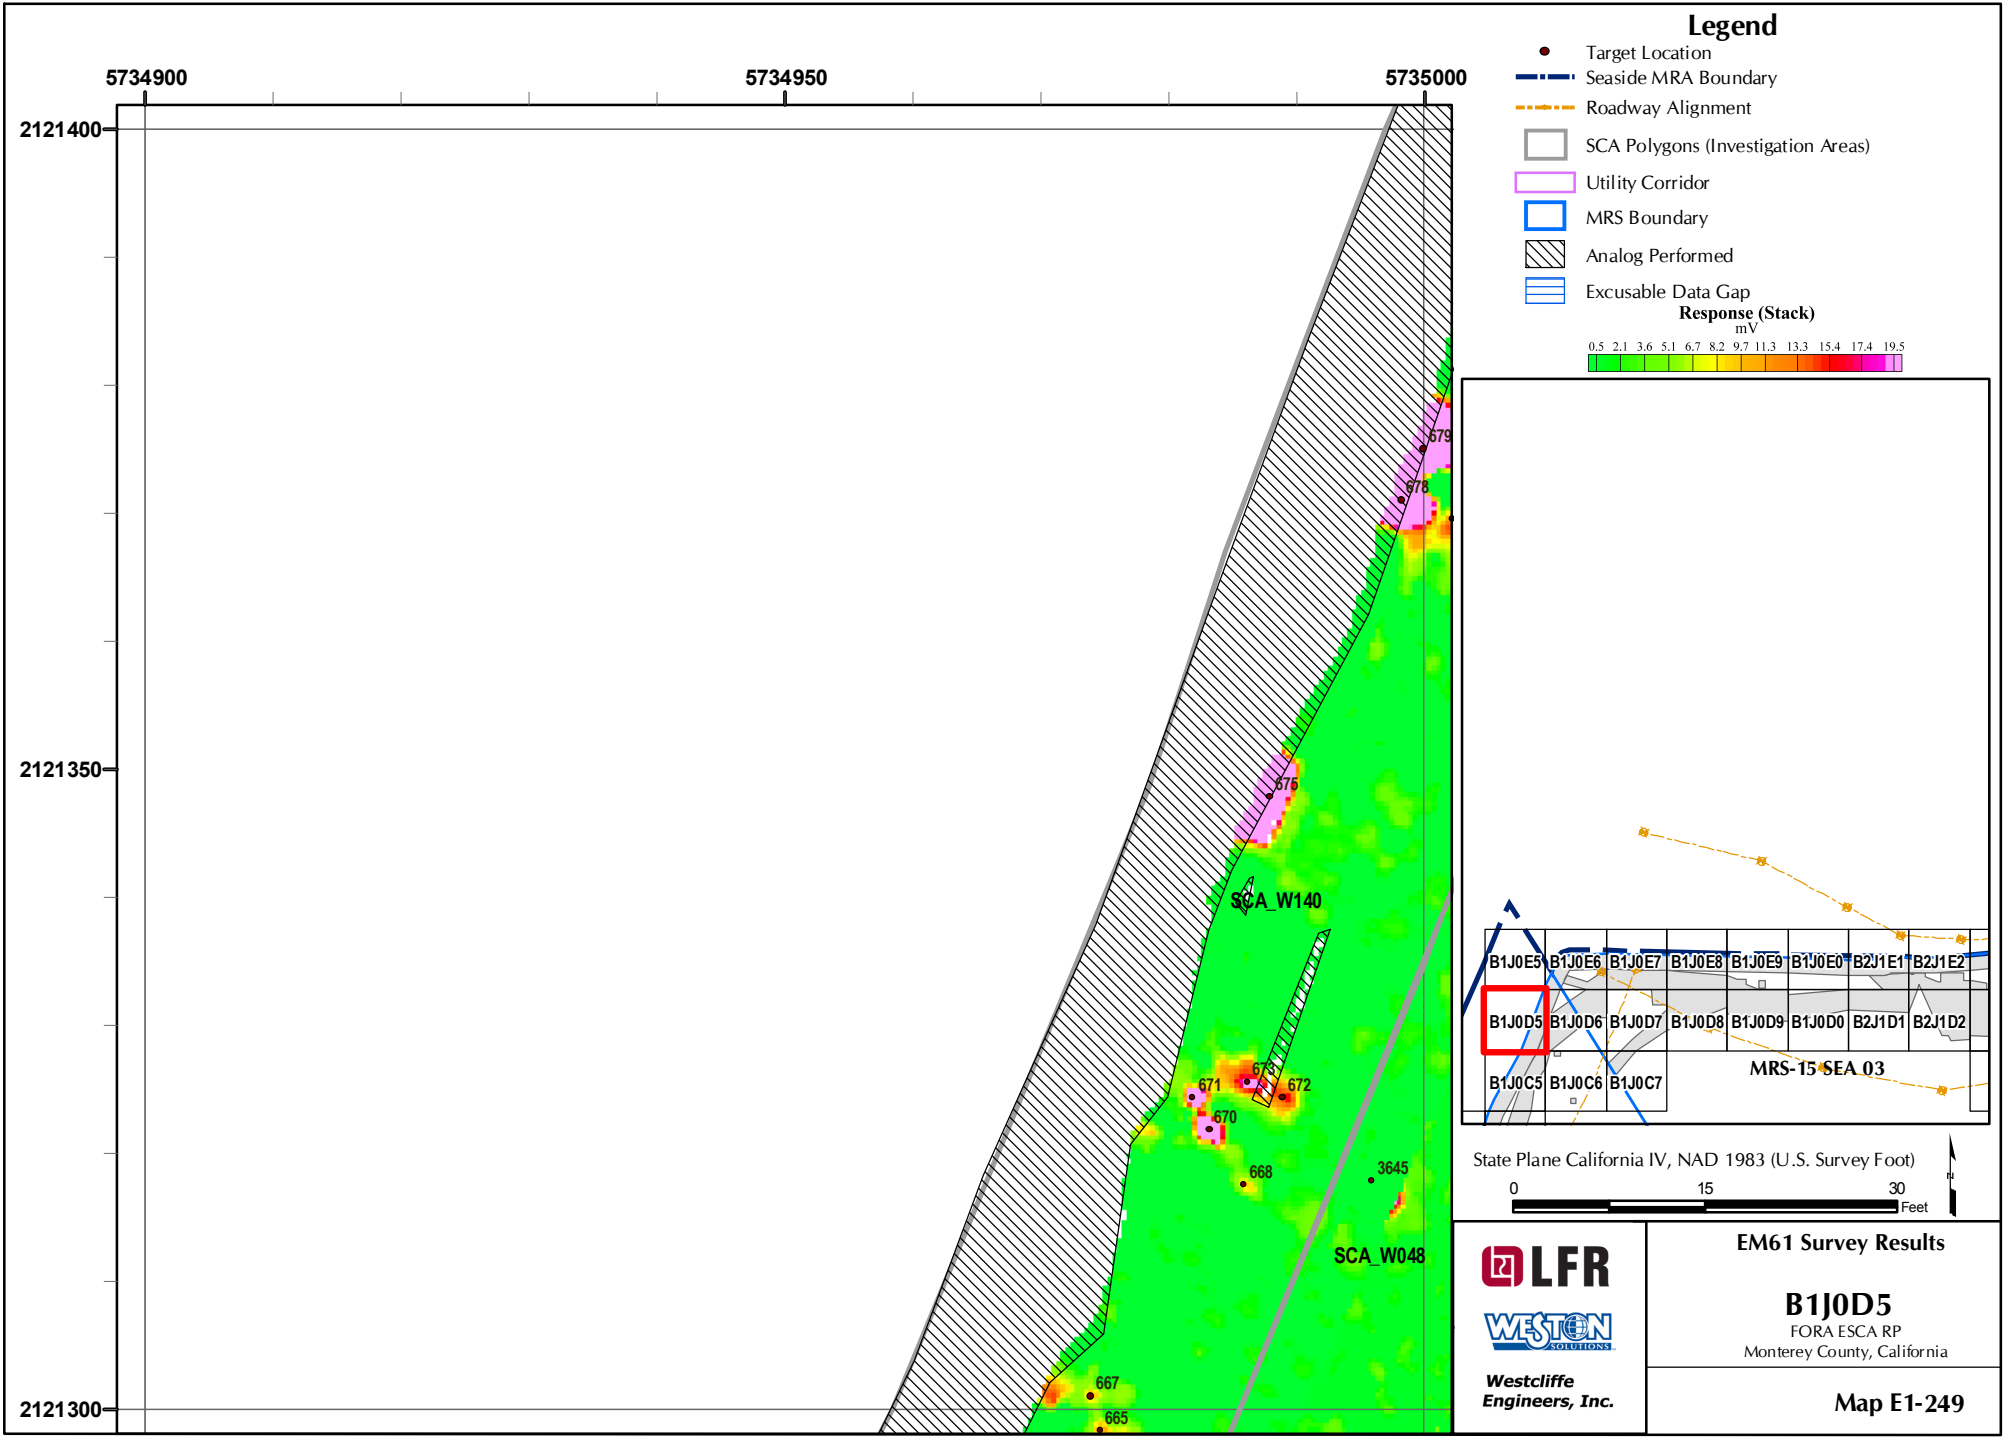 Legend
Target Location
Seaside MRA Boundary
Roadway Alignment
SCA Polygons (Investigation Areas)
Utility Corridor
MRS Boundary
Analog Performed
Excusable Data Gap
Response (Stack)
mV
0.5 2.1 3.6 5.1 6.7 8.2 9.7 11.3 13.3 15.4 17.4 19.5
5734900 5734950 5735000
2121400
2121350
2121300
679
678
675
SCA_W140
673
671
672
670
668
3645
SCA_W048
667
665
B1J0E5 B1J0E6 B1J0E7 B1J0E8 B1J0E9 B1J0E0 B2J1E1 B2J1E2
B1J0D5 B1J0D6 B1J0D7 B1J0D8 B1J0D9 B1J0D0 B2J1D1 B2J1D2
MRS-15 SEA 03
B1J0C5 B1J0C6 B1J0C7
State Plane California IV, NAD 1983 (U.S. Survey Foot)
0 15 30
Feet
N
LFR
WESTON
SOLUTIONS
Westcliffe
Engineers, Inc.
EM61 Survey Results
B1J0D5
FORA ESCA RP
Monterey County, California
Map E1-249